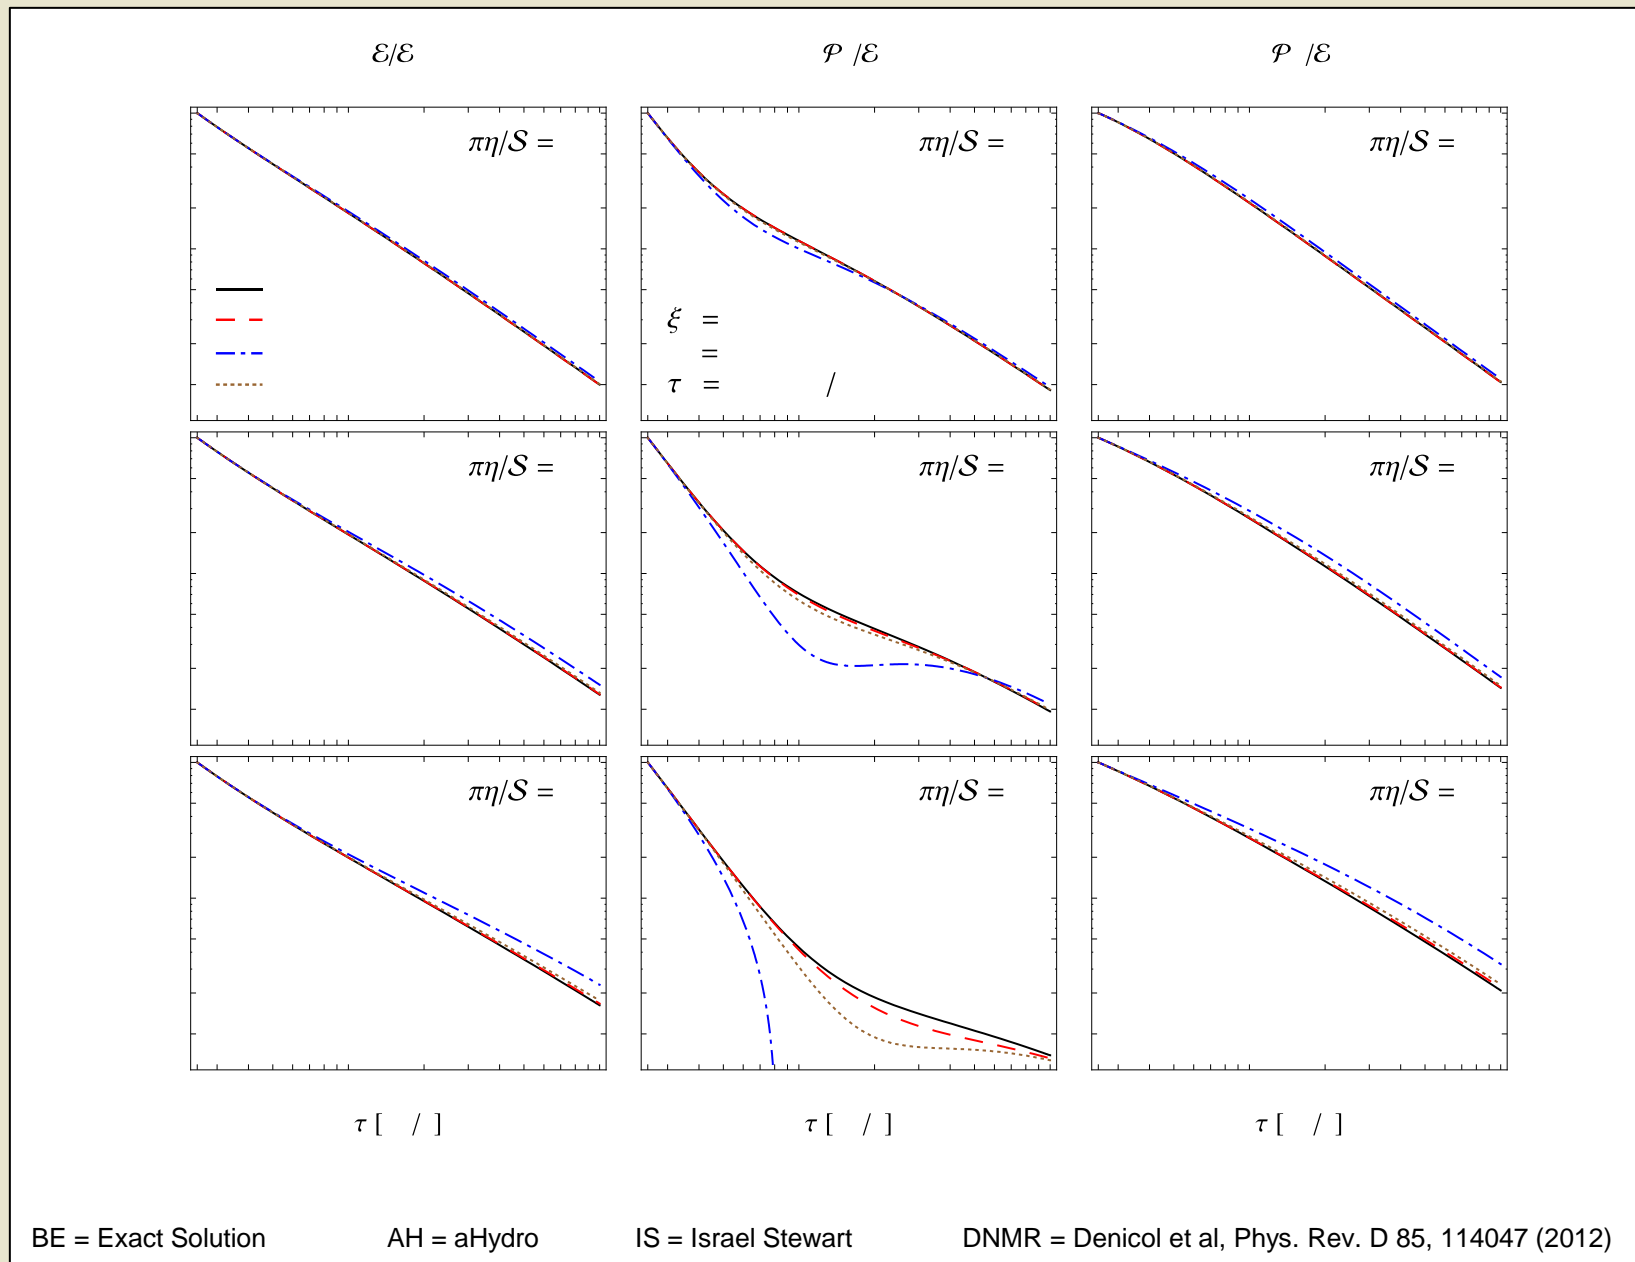 ℰ/ℰ 𝒫 /ℰ 𝒫 /ℰ
πη/𝒮 = πη/𝒮 = πη/𝒮 =
ξ =
=
τ = /
πη/𝒮 = πη/𝒮 = πη/𝒮 =
πη/𝒮 = πη/𝒮 = πη/𝒮 =
τ [ / ] τ [ / ] τ [ / ]
BE = Exact Solution AH = aHydro IS = Israel Stewart DNMR = Denicol et al, Phys. Rev. D 85, 114047 (2012)